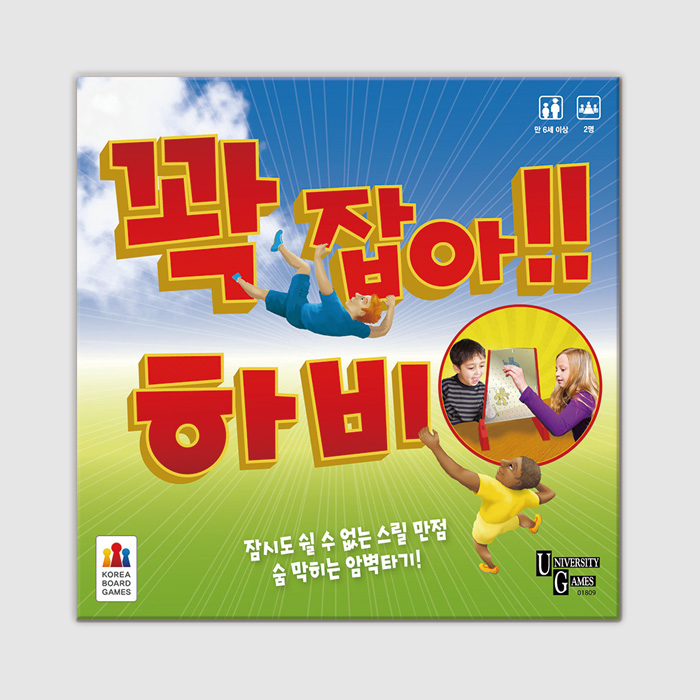 만 6세 이상
2명
꽉 잡아!!
하비
잠시도 쉴 수 없는 스릴 만점
숨 막히는 암벽타기!
KOREA
BOARD
GAMES
UNIVERSITY
GAMES
01809